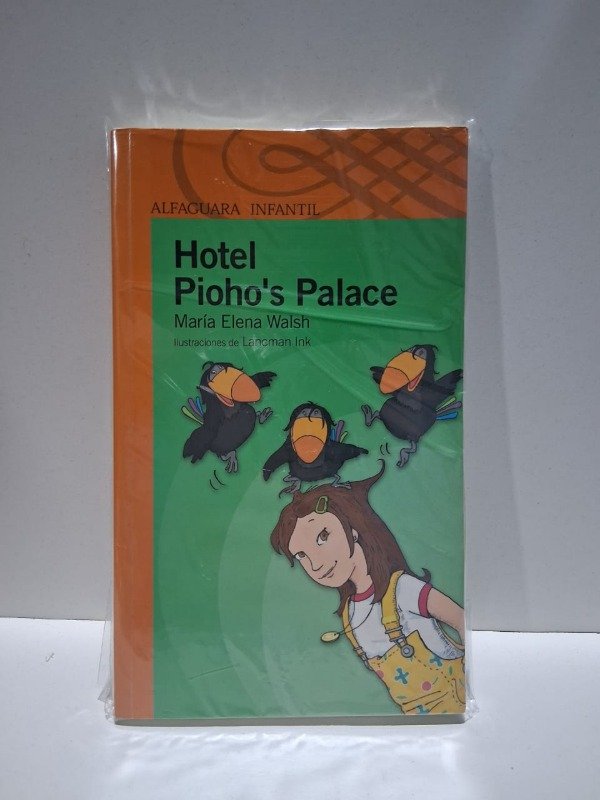 ALFAGUARA INFANTIL
Hotel
Pioho's Palace
María Elena Walsh
Ilustraciones de Lancman Ink